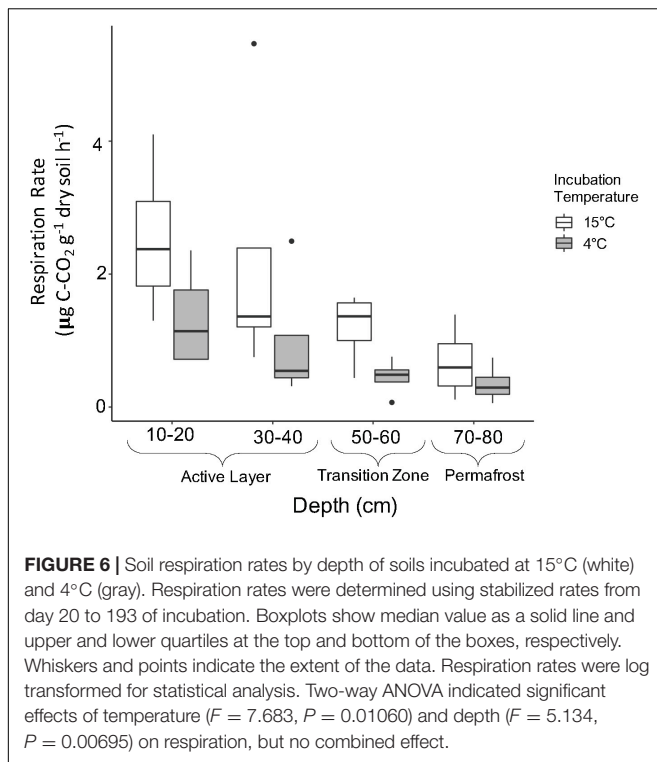 Respiration Rate
(µg C-CO₂ g⁻¹ dry soil h⁻¹)
4
2
0
Incubation
Temperature
15°C
4°C
10-20 30-40 50-60 70-80
Active Layer Transition Zone Permafrost
Depth (cm)
FIGURE 6 | Soil respiration rates by depth of soils incubated at 15°C (white)
and 4°C (gray). Respiration rates were determined using stabilized rates from
day 20 to 193 of incubation. Boxplots show median value as a solid line and
upper and lower quartiles at the top and bottom of the boxes, respectively.
Whiskers and points indicate the extent of the data. Respiration rates were log
transformed for statistical analysis. Two-way ANOVA indicated significant
effects of temperature (F = 7.683, P = 0.01060) and depth (F = 5.134,
P = 0.00695) on respiration, but no combined effect.